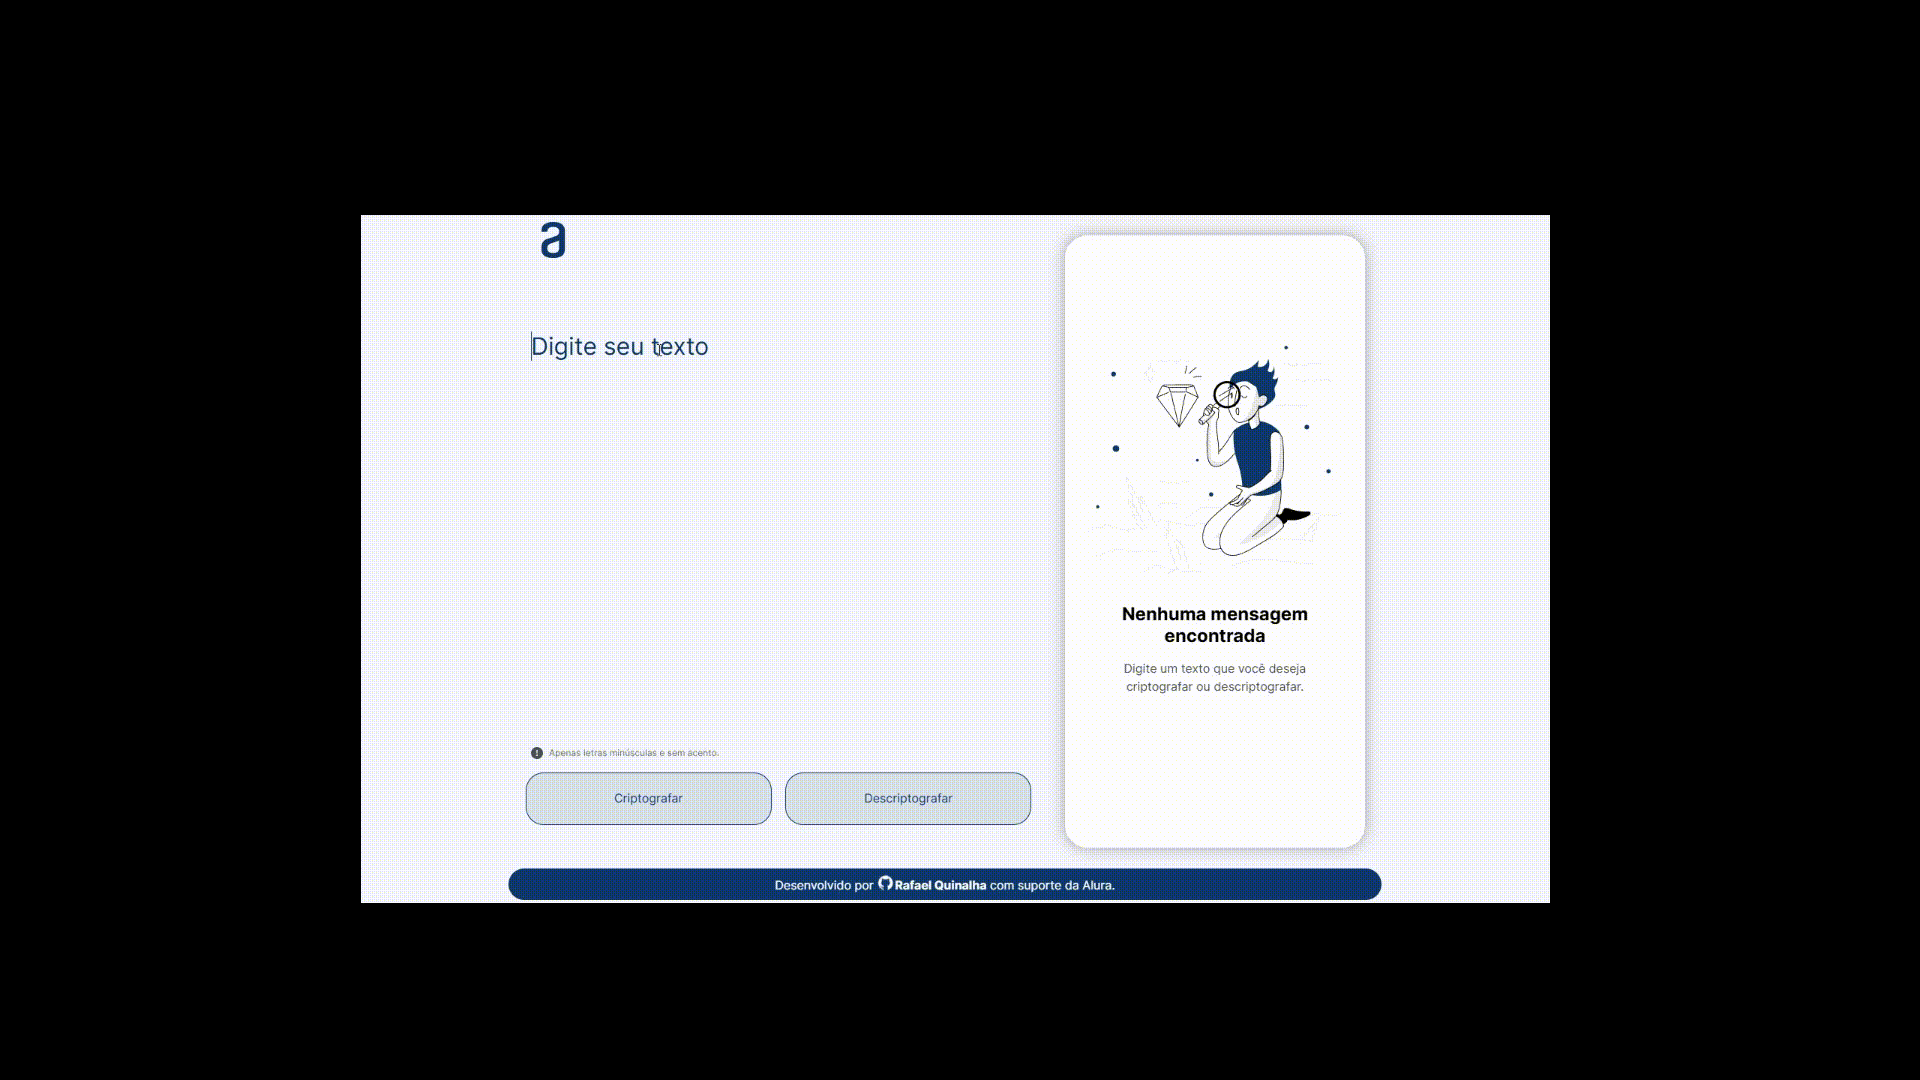 a
Digite seu texto
Nenhuma mensagem
encontrada
Digite um texto que você deseja
criptografar ou descriptografar.
Apenas letras minúsculas e sem acento.
Criptografar
Descriptografar
Desenvolvido por Rafael Quinalha com suporte da Alura.